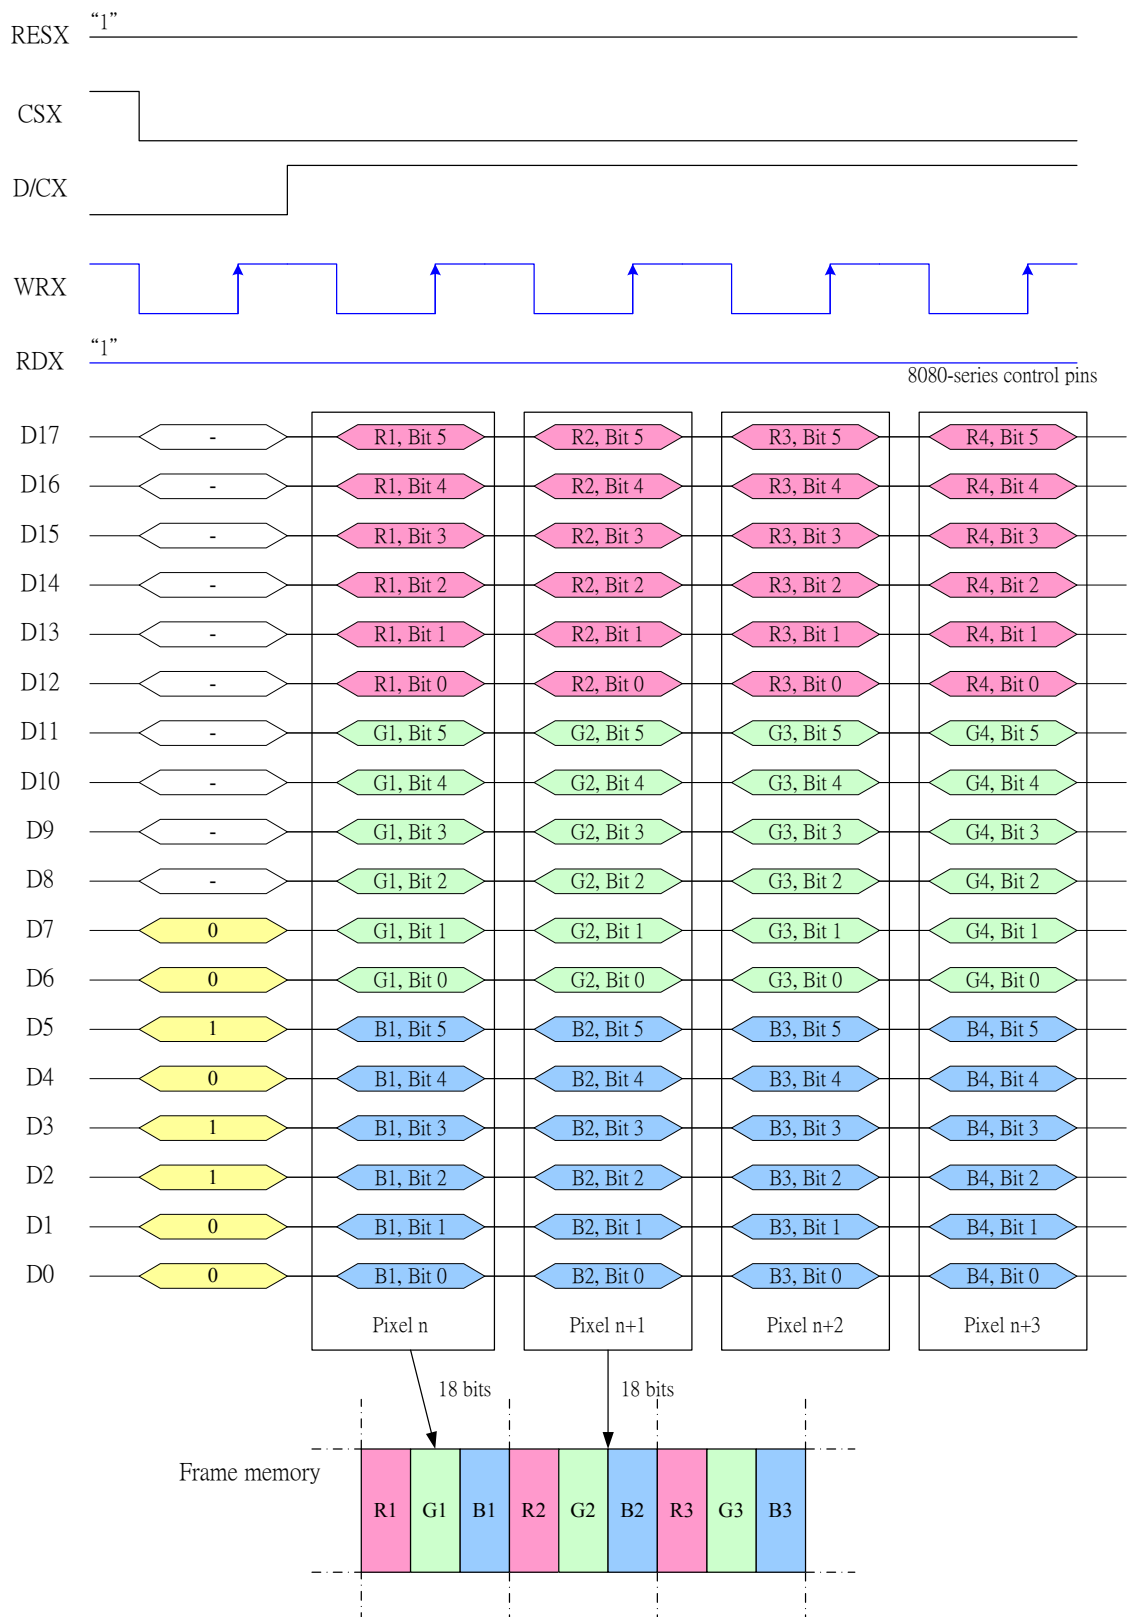 RESX "1"
CSX
D/CX
WRX
RDX "1"
8080-series control pins
D17 - R1, Bit 5 R2, Bit 5 R3, Bit 5 R4, Bit 5
D16 - R1, Bit 4 R2, Bit 4 R3, Bit 4 R4, Bit 4
D15 - R1, Bit 3 R2, Bit 3 R3, Bit 3 R4, Bit 3
D14 - R1, Bit 2 R2, Bit 2 R3, Bit 2 R4, Bit 2
D13 - R1, Bit 1 R2, Bit 1 R3, Bit 1 R4, Bit 1
D12 - R1, Bit 0 R2, Bit 0 R3, Bit 0 R4, Bit 0
D11 - G1, Bit 5 G2, Bit 5 G3, Bit 5 G4, Bit 5
D10 - G1, Bit 4 G2, Bit 4 G3, Bit 4 G4, Bit 4
D9 - G1, Bit 3 G2, Bit 3 G3, Bit 3 G4, Bit 3
D8 - G1, Bit 2 G2, Bit 2 G3, Bit 2 G4, Bit 2
D7 0 G1, Bit 1 G2, Bit 1 G3, Bit 1 G4, Bit 1
D6 0 G1, Bit 0 G2, Bit 0 G3, Bit 0 G4, Bit 0
D5 1 B1, Bit 5 B2, Bit 5 B3, Bit 5 B4, Bit 5
D4 0 B1, Bit 4 B2, Bit 4 B3, Bit 4 B4, Bit 4
D3 1 B1, Bit 3 B2, Bit 3 B3, Bit 3 B4, Bit 3
D2 1 B1, Bit 2 B2, Bit 2 B3, Bit 2 B4, Bit 2
D1 0 B1, Bit 1 B2, Bit 1 B3, Bit 1 B4, Bit 1
D0 0 B1, Bit 0 B2, Bit 0 B3, Bit 0 B4, Bit 0
Pixel n Pixel n+1 Pixel n+2 Pixel n+3
18 bits 18 bits
Frame memory
R1 G1 B1 R2 G2 B2 R3 G3 B3